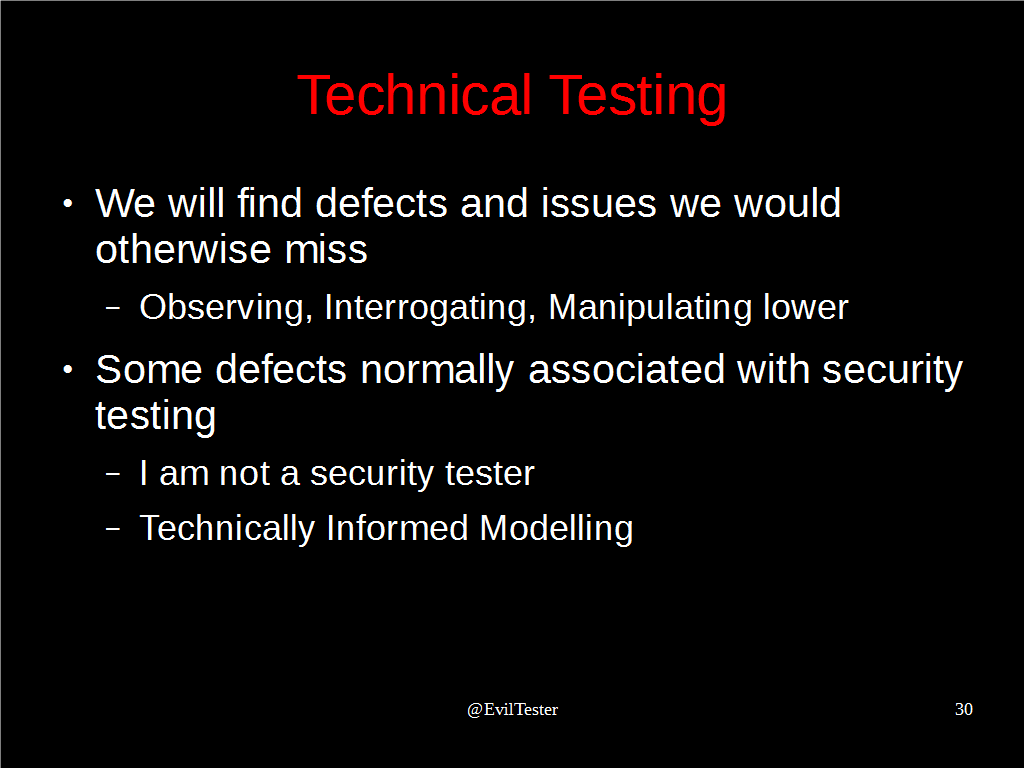 Technical Testing
• We will find defects and issues we would
otherwise miss
– Observing, Interrogating, Manipulating lower
• Some defects normally associated with security
testing
– I am not a security tester
– Technically Informed Modelling
@EvilTester
30